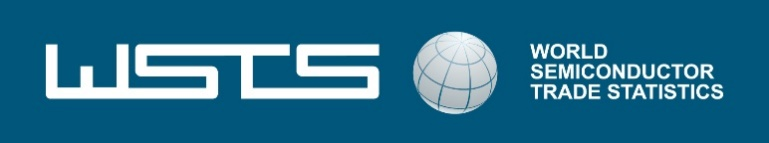 WSTS
WORLD
SEMICONDUCTOR
TRADE STATISTICS